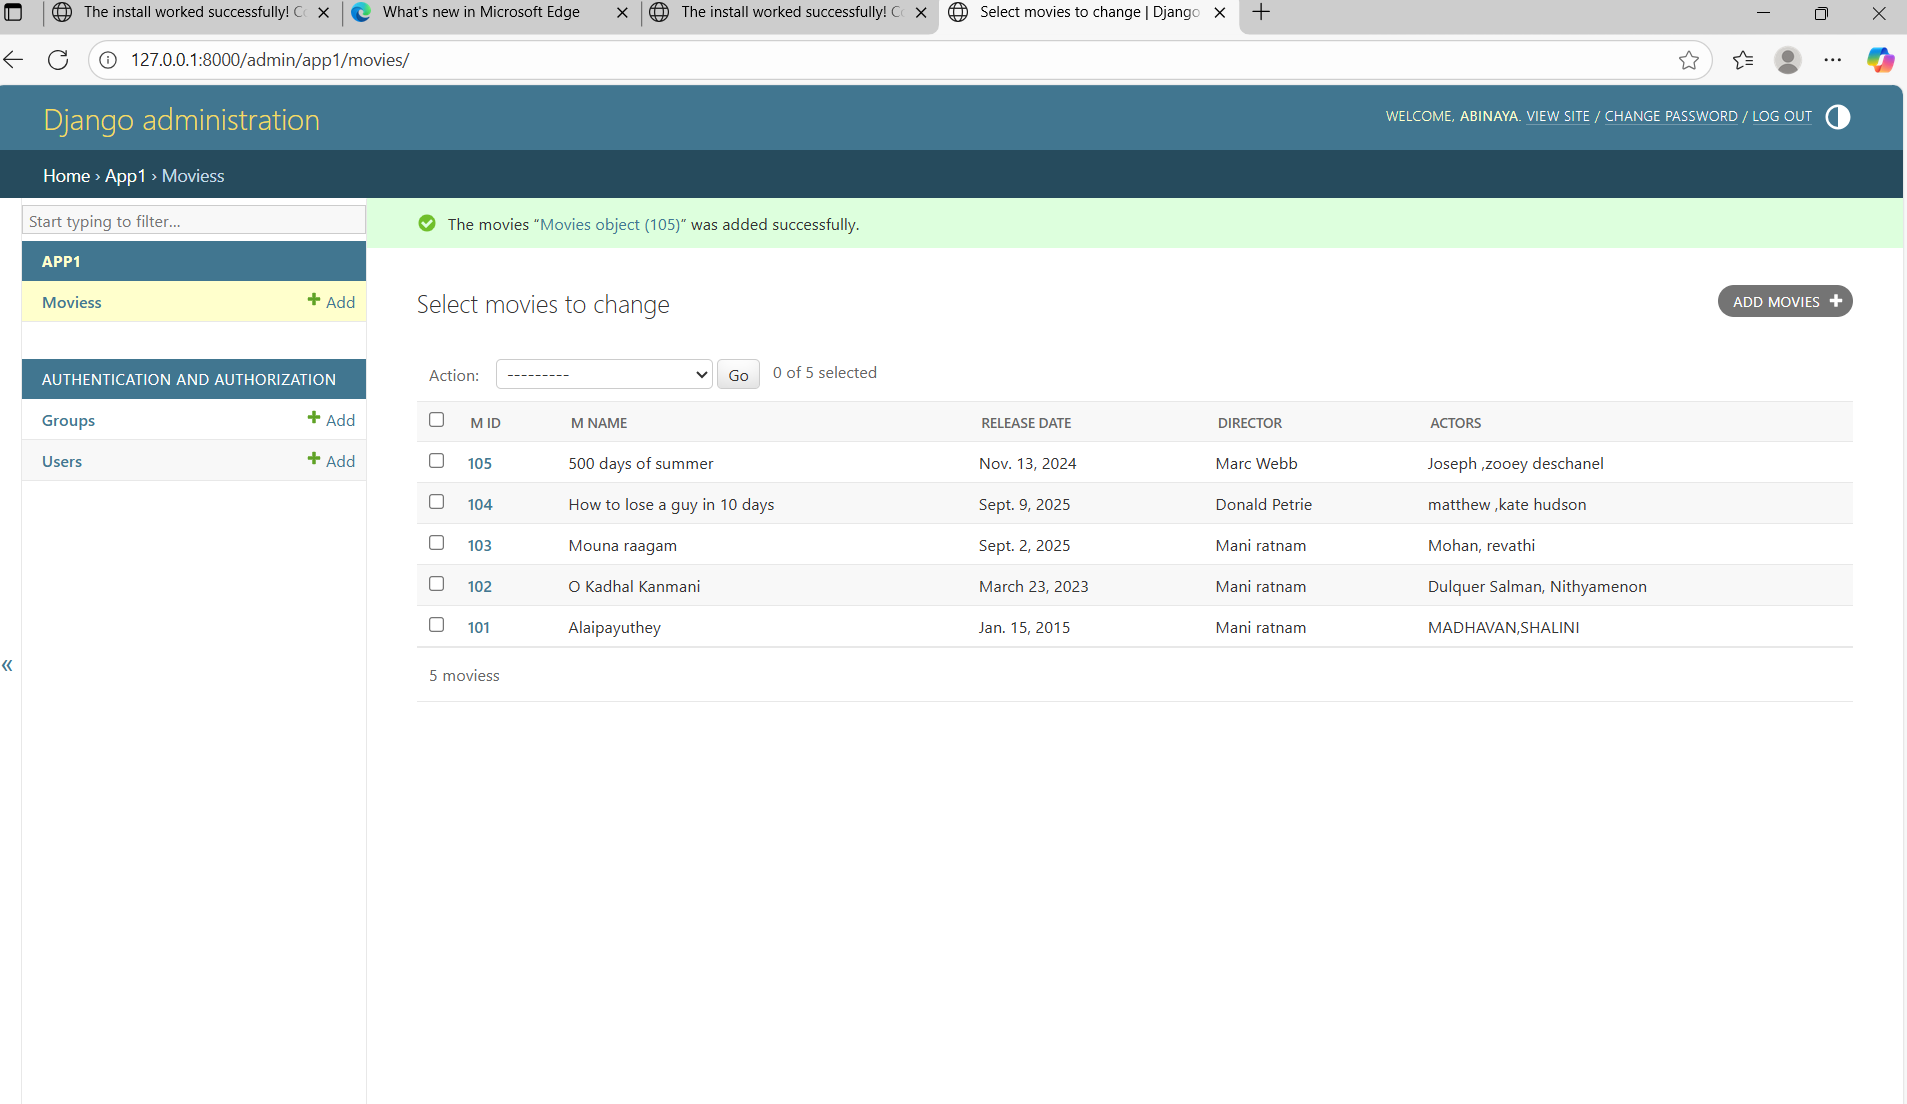 The install worked successfully! Co
What's new in Microsoft Edge
The install worked successfully! Co
Select movies to change | Django
127.0.0.1:8000/admin/app1/movies/
Django administration
WELCOME, ABINAYA. VIEW SITE / CHANGE PASSWORD / LOG OUT
Home › App1 › Moviess
Start typing to filter...
APP1
Moviess + Add
AUTHENTICATION AND AUTHORIZATION
Groups + Add
Users + Add
«
The movies “Movies object (105)” was added successfully.
Select movies to change
ADD MOVIES +
Action: --------- Go 0 of 5 selected
M ID M NAME RELEASE DATE DIRECTOR ACTORS
105 500 days of summer Nov. 13, 2024 Marc Webb Joseph ,zooey deschanel
104 How to lose a guy in 10 days Sept. 9, 2025 Donald Petrie matthew ,kate hudson
103 Mouna raagam Sept. 2, 2025 Mani ratnam Mohan, revathi
102 O Kadhal Kanmani March 23, 2023 Mani ratnam Dulquer Salman, Nithyamenon
101 Alaipayuthey Jan. 15, 2015 Mani ratnam MADHAVAN,SHALINI
5 moviess